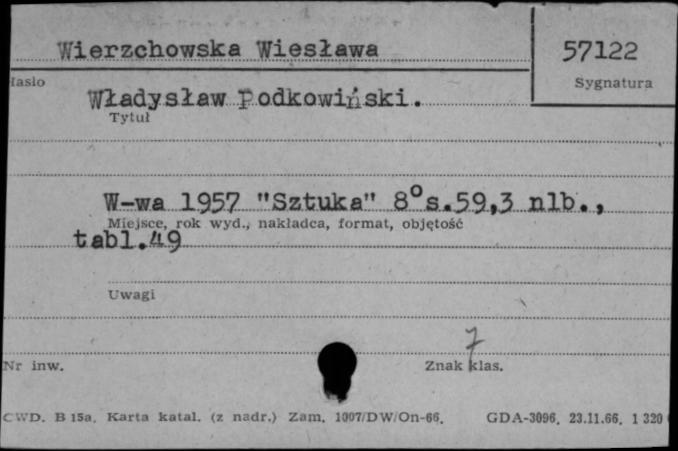 Wierzchowska Wiesława
57122
Hasło
Sygnatura
Władysław Podkowiński.
Tytuł
W-wa 1957 "Sztuka" 8°s.59,3 nlb.,
Miejsce, rok wyd., nakładca, format, objętość
tabl.49
Uwagi
7
Nr inw.
Znak klas.
CWD. B 15a. Karta katal. (z nadr.) Zam. 1007/DW/On-66. GDA-3096. 23.11.66. 1 320